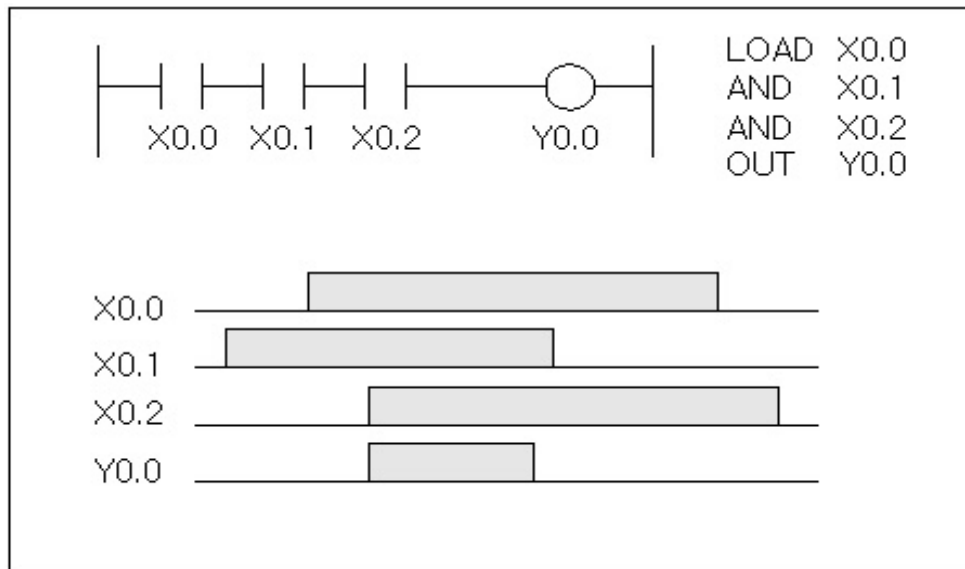 LOAD X0.0
AND X0.1
AND X0.2
OUT Y0.0
X0.0 X0.1 X0.2 Y0.0
X0.0
X0.1
X0.2
Y0.0